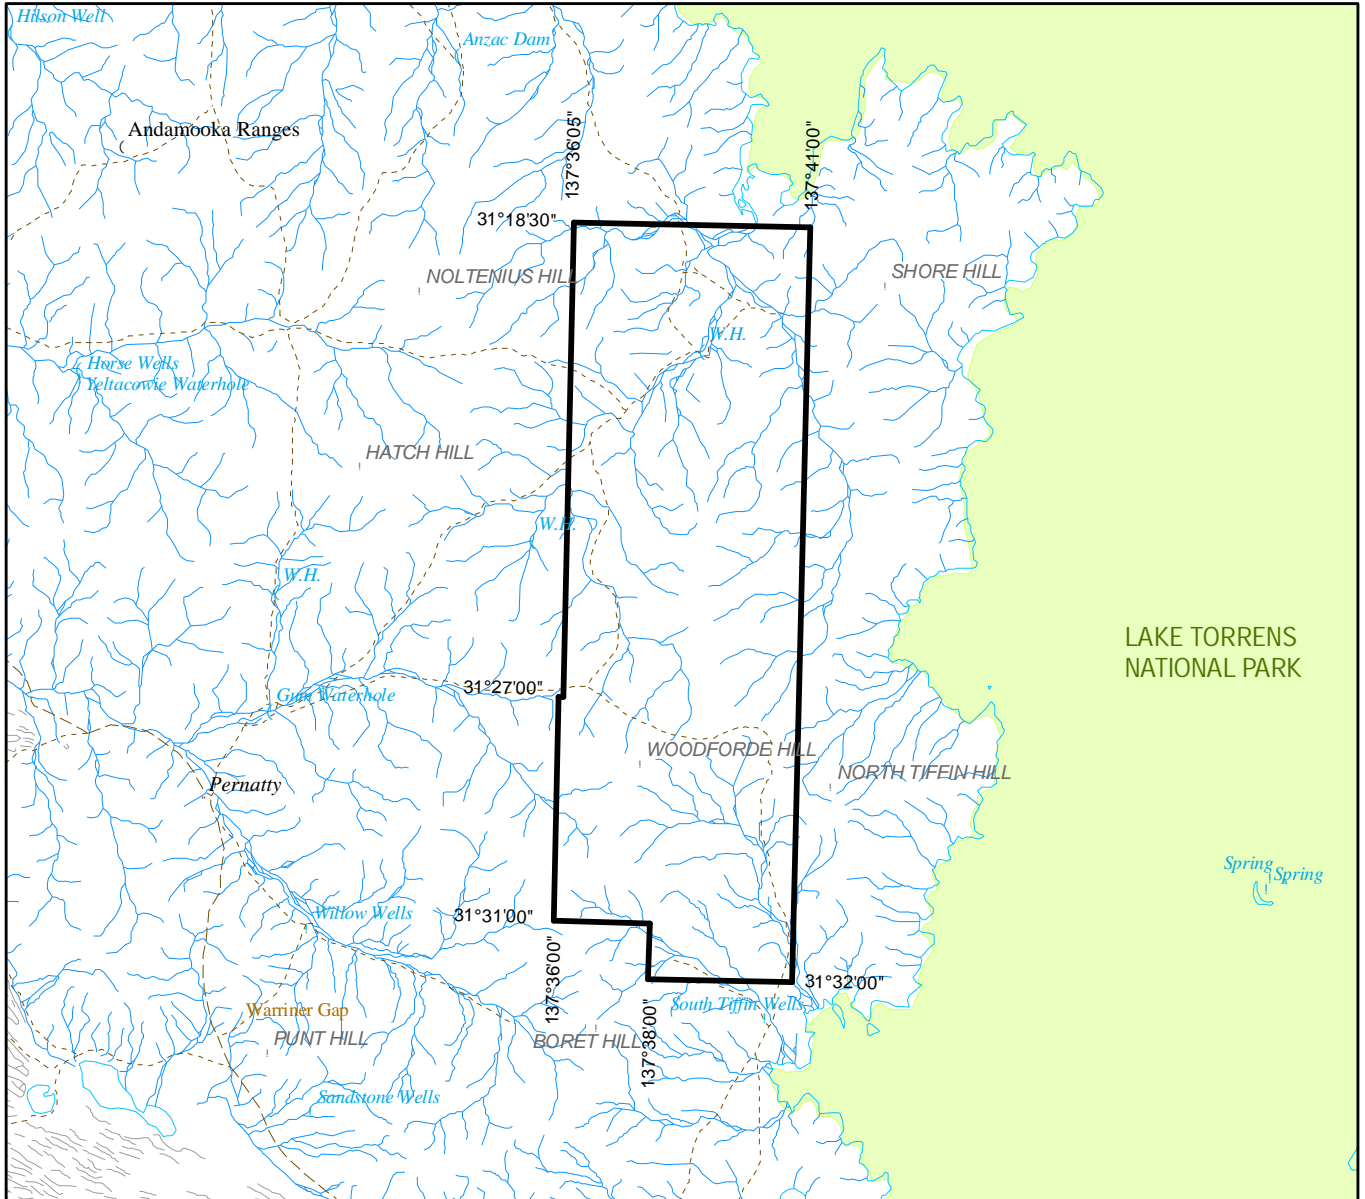 Hilson Well
Anzac Dam
Andamooka Ranges
137°36'05"
137°41'00"
31°18'30"
NOLTENIUS HILL
SHORE HILL
W.H.
Horse Wells
Yeltacowie Waterhole
HATCH HILL
W.H.
W.H.
LAKE TORRENS
NATIONAL PARK
31°27'00"
Gum Waterhole
WOODFORDE HILL
NORTH TIFFIN HILL
Pernatty
Spring
Spring
Willow Wells
31°31'00"
137°36'00"
31°32'00"
South Tiffin Wells
Warriner Gap
PUNT HILL
BORET HILL
137°38'00"
Sandstone Wells